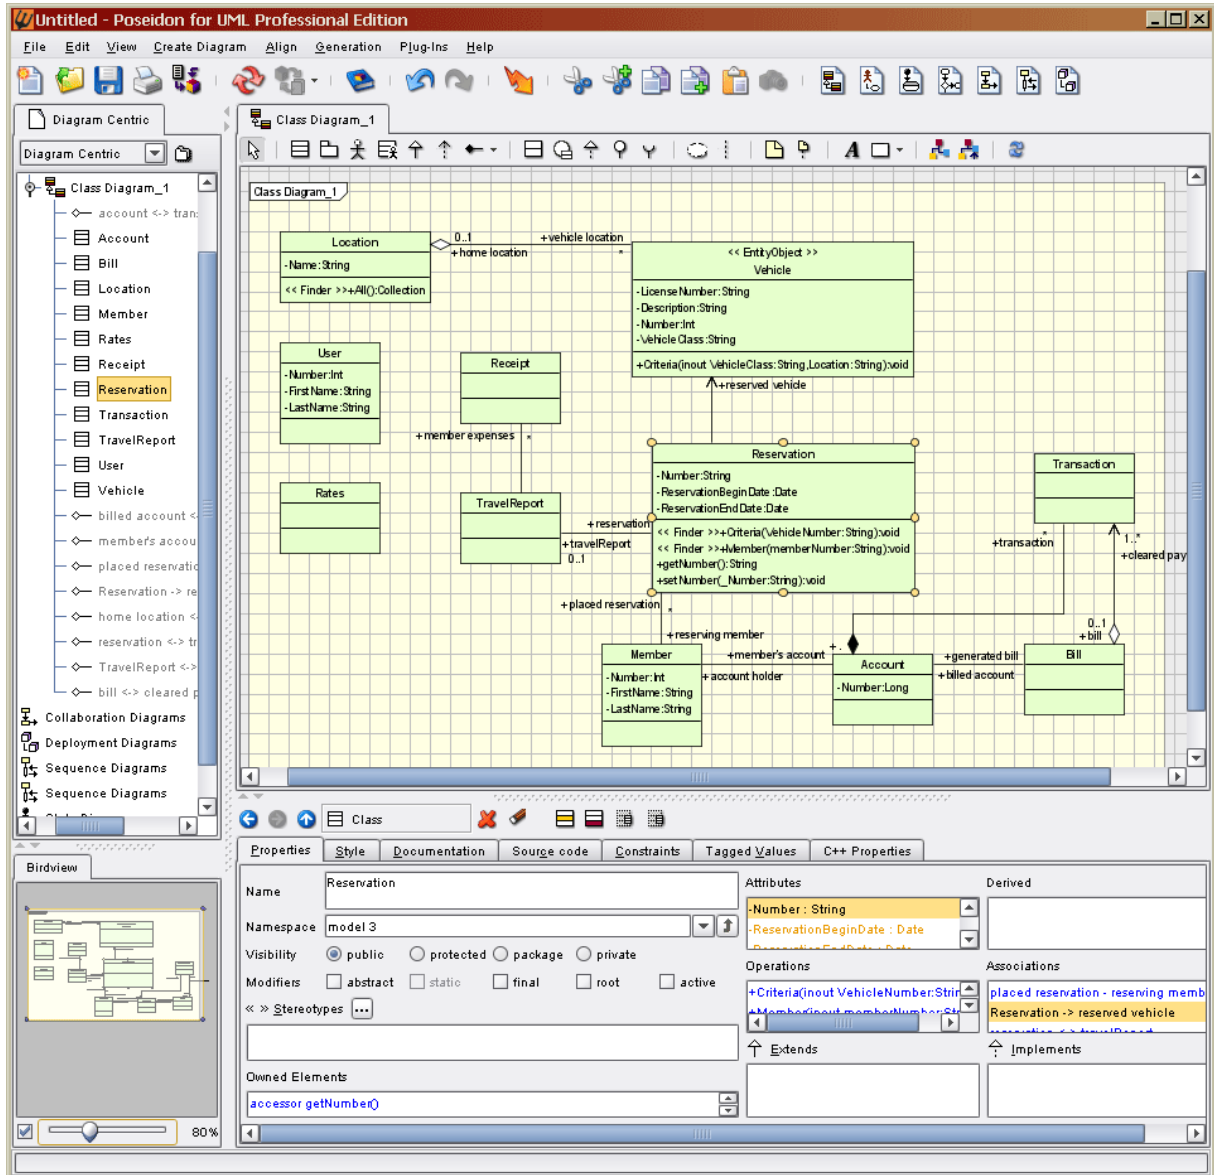 Untitled - Poseidon for UML Professional Edition
File Edit View Create Diagram Align Generation Plug-Ins Help
Diagram Centric
Class Diagram_1
Diagram Centric
Class Diagram_1
account <-> tran
Account
Bill
Location
Member
Rates
Receipt
Reservation
Transaction
TravelReport
User
Vehicle
billed account <
member's accou
placed reservatio
Reservation -> re
home location <
reservation <-> tr
TravelReport <->
bill <-> cleared p
Collaboration Diagrams
Deployment Diagrams
Sequence Diagrams
Sequence Diagrams
Birdview
80%
Class Diagram_1
Location
-Name:String
<< Finder >>+All():Collection
0..1
+vehicle location
+home location
*
<< EntityObject >>
Vehicle
-LicenseNumber:String
-Description:String
-Number:Int
-VehicleClass:String
+Criteria(inout VehicleClass:String,Location:String):void
+reserved vehicle
User
-Number:Int
-FirstName:String
-LastName:String
Receipt
+member expenses
*
Rates
TravelReport
+reservation
+travelReport
0..1
Reservation
-Number:String
-ReservationBeginDate:Date
-ReservationEndDate:Date
<< Finder >>+Criteria(VehicleNumber:String):void
<< Finder >>+Member(memberNumber:String):void
+getNumber():String
+setNumber(_Number:String):void
Transaction
*
+transaction
1..*
+cleared pay
+placed reservation
*
+reserving member
0..1
+bill
Member
-Number:Int
-FirstName:String
-LastName:String
+member's account
+account holder
Account
-Number:Long
+generated bill
+billed account
Bill
Class
Properties Style Documentation Source code Constraints Tagged Values C++ Properties
Name
Reservation
Namespace
model 3
Visibility
public protected package private
Modifiers
abstract static final root active
« » Stereotypes ...
Owned Elements
accessor getNumber()
Attributes
-Number : String
-ReservationBeginDate : Date
-ReservationEndDate : Date
Derived
Operations
+Criteria(inout VehicleNumber:Strin
+Member(inout memberNumber:Str
Associations
placed reservation - reserving memb
Reservation -> reserved vehicle
reservation <-> travelReport
Extends
Implements